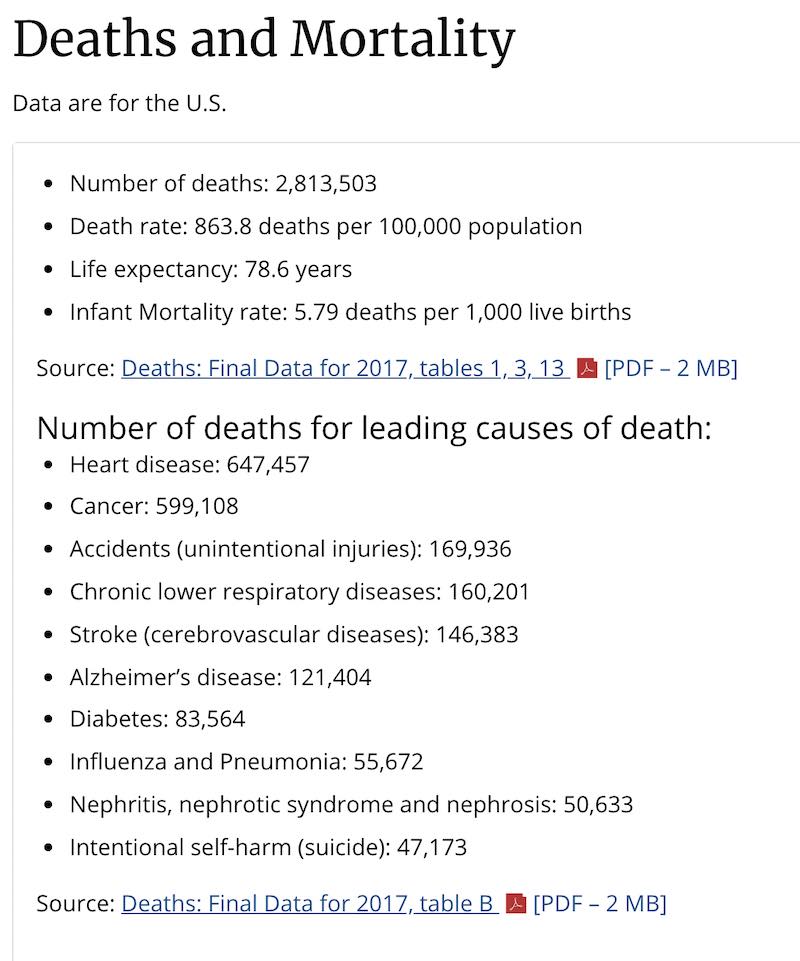 Deaths and Mortality
Data are for the U.S.
• Number of deaths: 2,813,503
• Death rate: 863.8 deaths per 100,000 population
• Life expectancy: 78.6 years
• Infant Mortality rate: 5.79 deaths per 1,000 live births
Source: Deaths: Final Data for 2017, tables 1, 3, 13 [PDF – 2 MB]
Number of deaths for leading causes of death:
• Heart disease: 647,457
• Cancer: 599,108
• Accidents (unintentional injuries): 169,936
• Chronic lower respiratory diseases: 160,201
• Stroke (cerebrovascular diseases): 146,383
• Alzheimer’s disease: 121,404
• Diabetes: 83,564
• Influenza and Pneumonia: 55,672
• Nephritis, nephrotic syndrome and nephrosis: 50,633
• Intentional self-harm (suicide): 47,173
Source: Deaths: Final Data for 2017, table B [PDF – 2 MB]